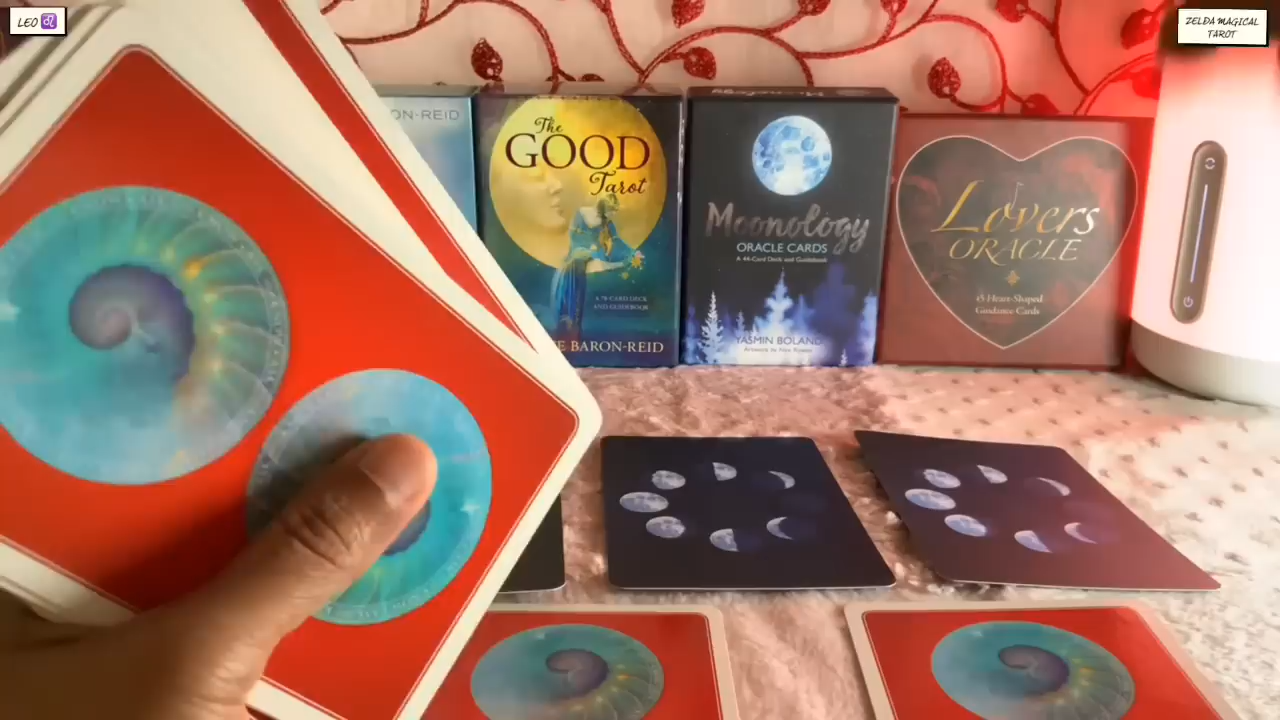 LEO ♌
ZELDA MAGICAL
TAROT
ON-REID
The
GOOD
Tarot
A 78-CARD DECK
AND GUIDEBOOK
E BARON-REID
Moonology
Moonology
ORACLE CARDS
A 44-Card Deck and Guidebook
YASMIN BOLAND
Lovers
ORACLE
45 Heart-Shaped
Guidance Cards